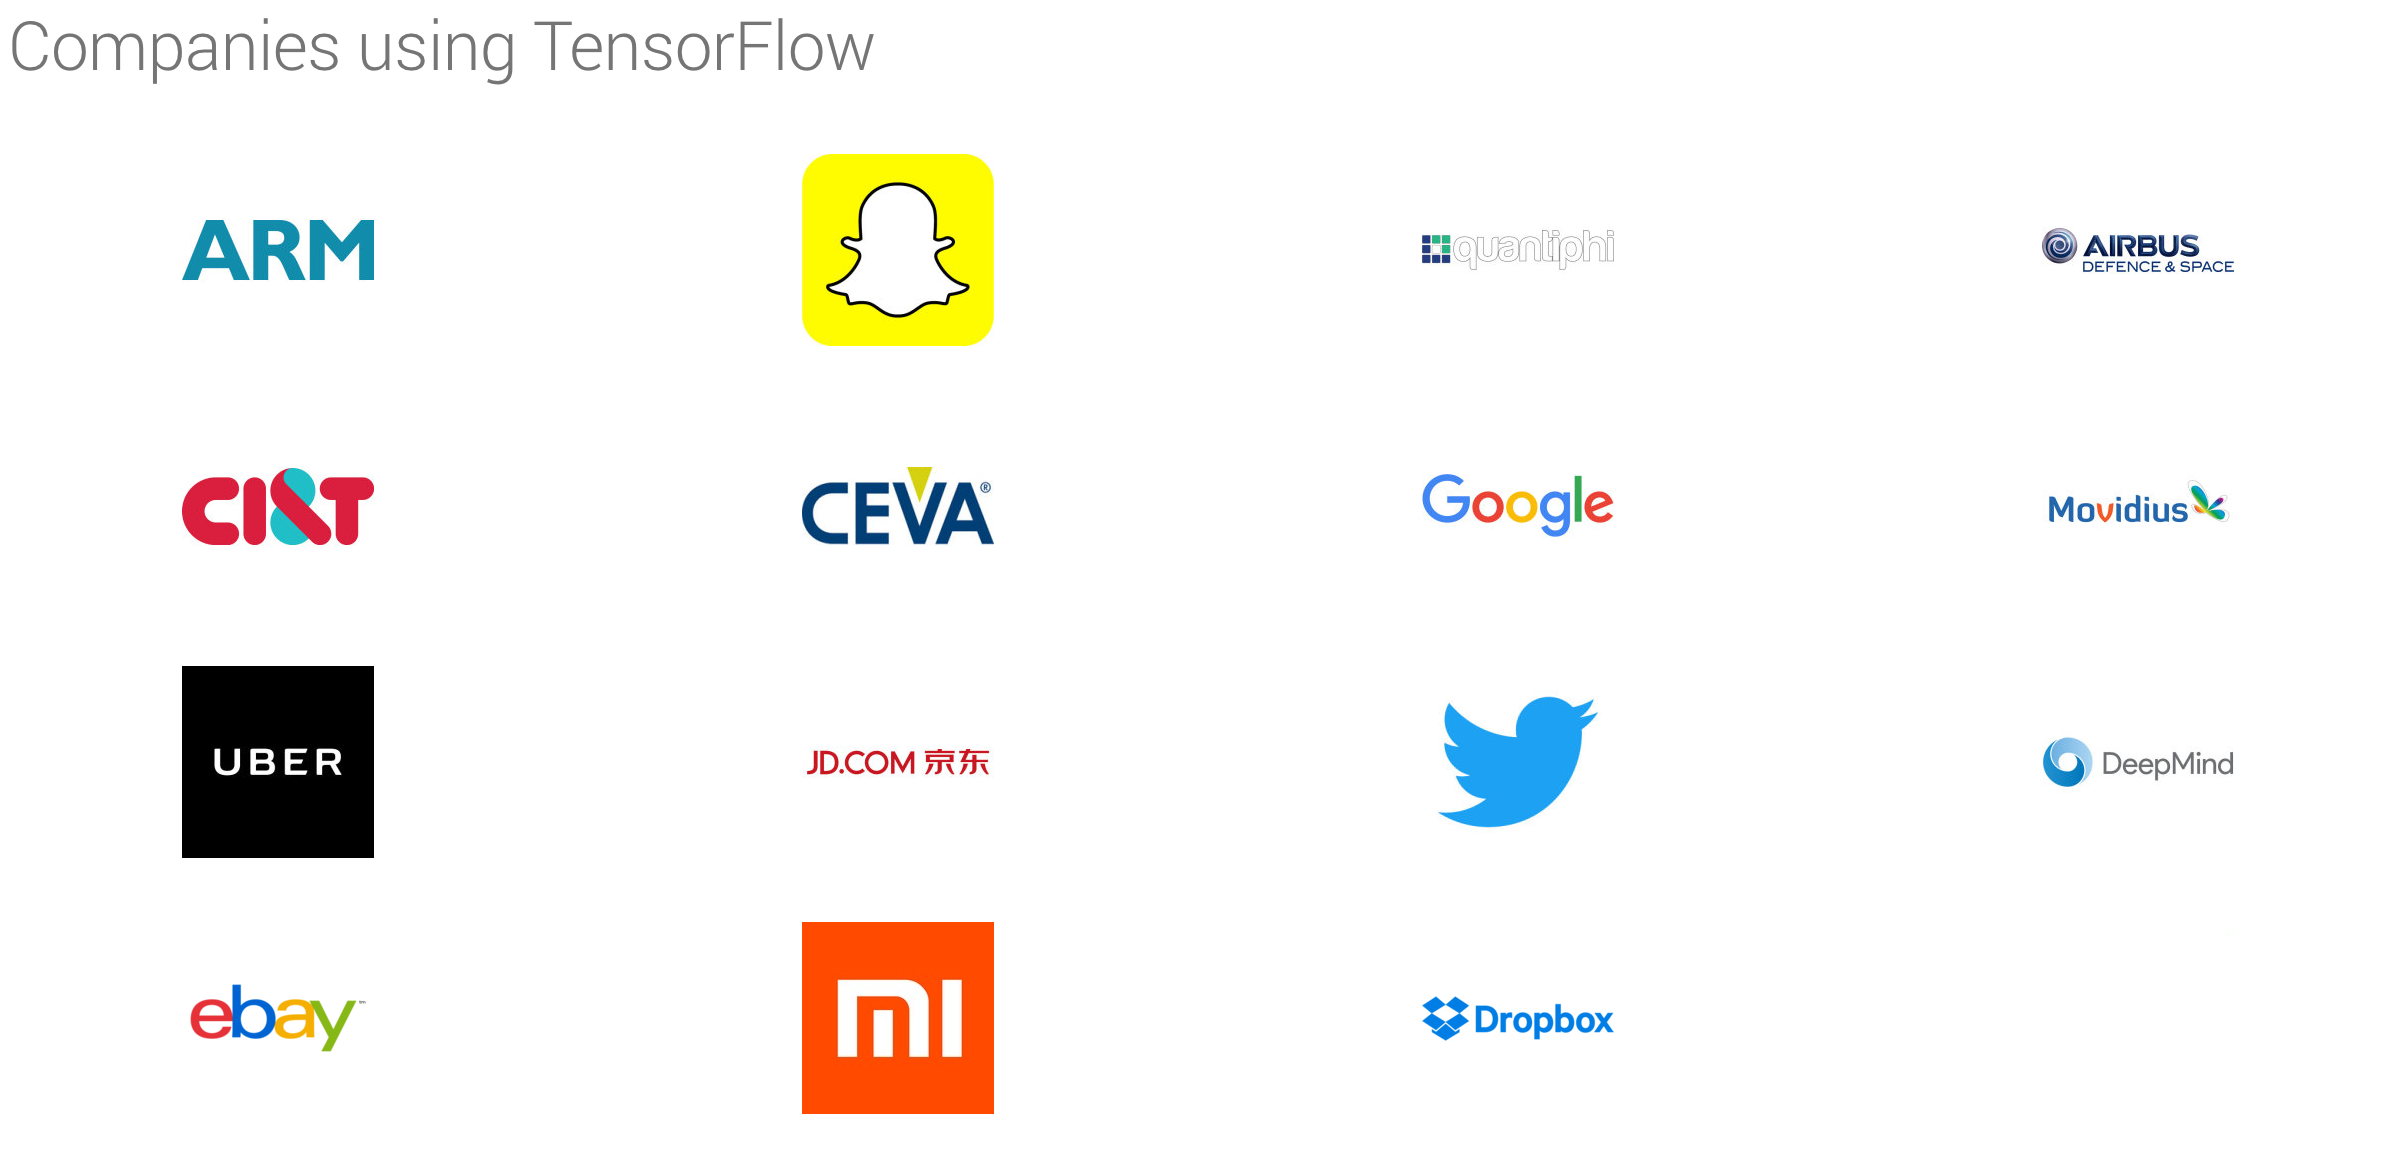 Companies using TensorFlow
ARM
quantiphi
AIRBUS
DEFENCE & SPACE
CI&T
CEVA®
Google
Movidius
UBER
JD.COM 京东
DeepMind
ebay™
MI
Dropbox